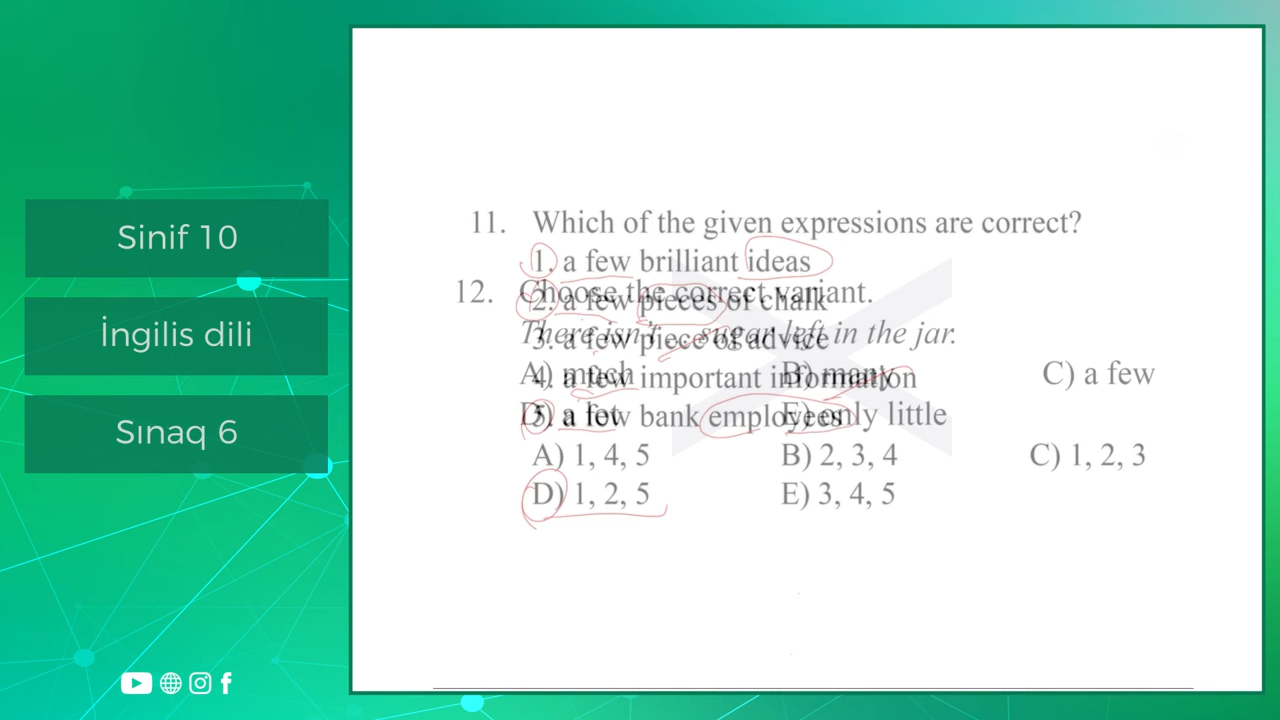 Sinif 10
İngilis dili
Sınaq 6
11. Which of the given expressions are correct?
1. a few brilliant ideas
2. a few pieces of chalk
3. a few piece of advice
4. a few important information
5. a few bank employees
A) 1, 4, 5 B) 2, 3, 4 C) 1, 2, 3
D) 1, 2, 5 E) 3, 4, 5
12. Choose the correct variant.
There isn't ... sugar left in the jar.
A) much B) many C) a few
D) a lot E) only little